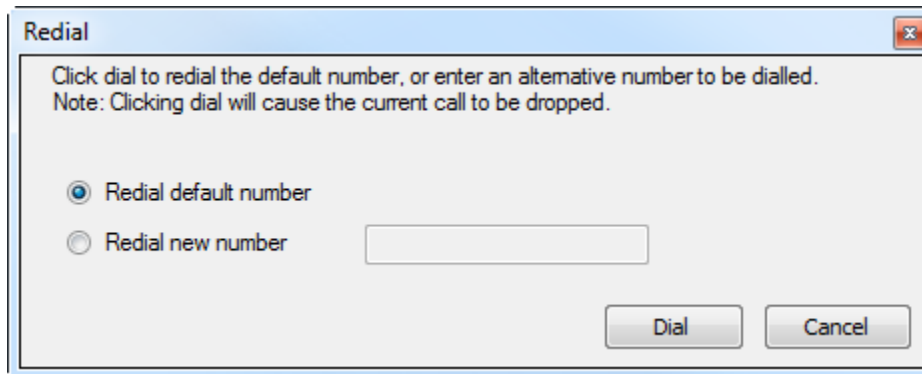 Redial
Click dial to redial the default number, or enter an alternative number to be dialled.
Note: Clicking dial will cause the current call to be dropped.
Redial default number
Redial new number
Dial Cancel